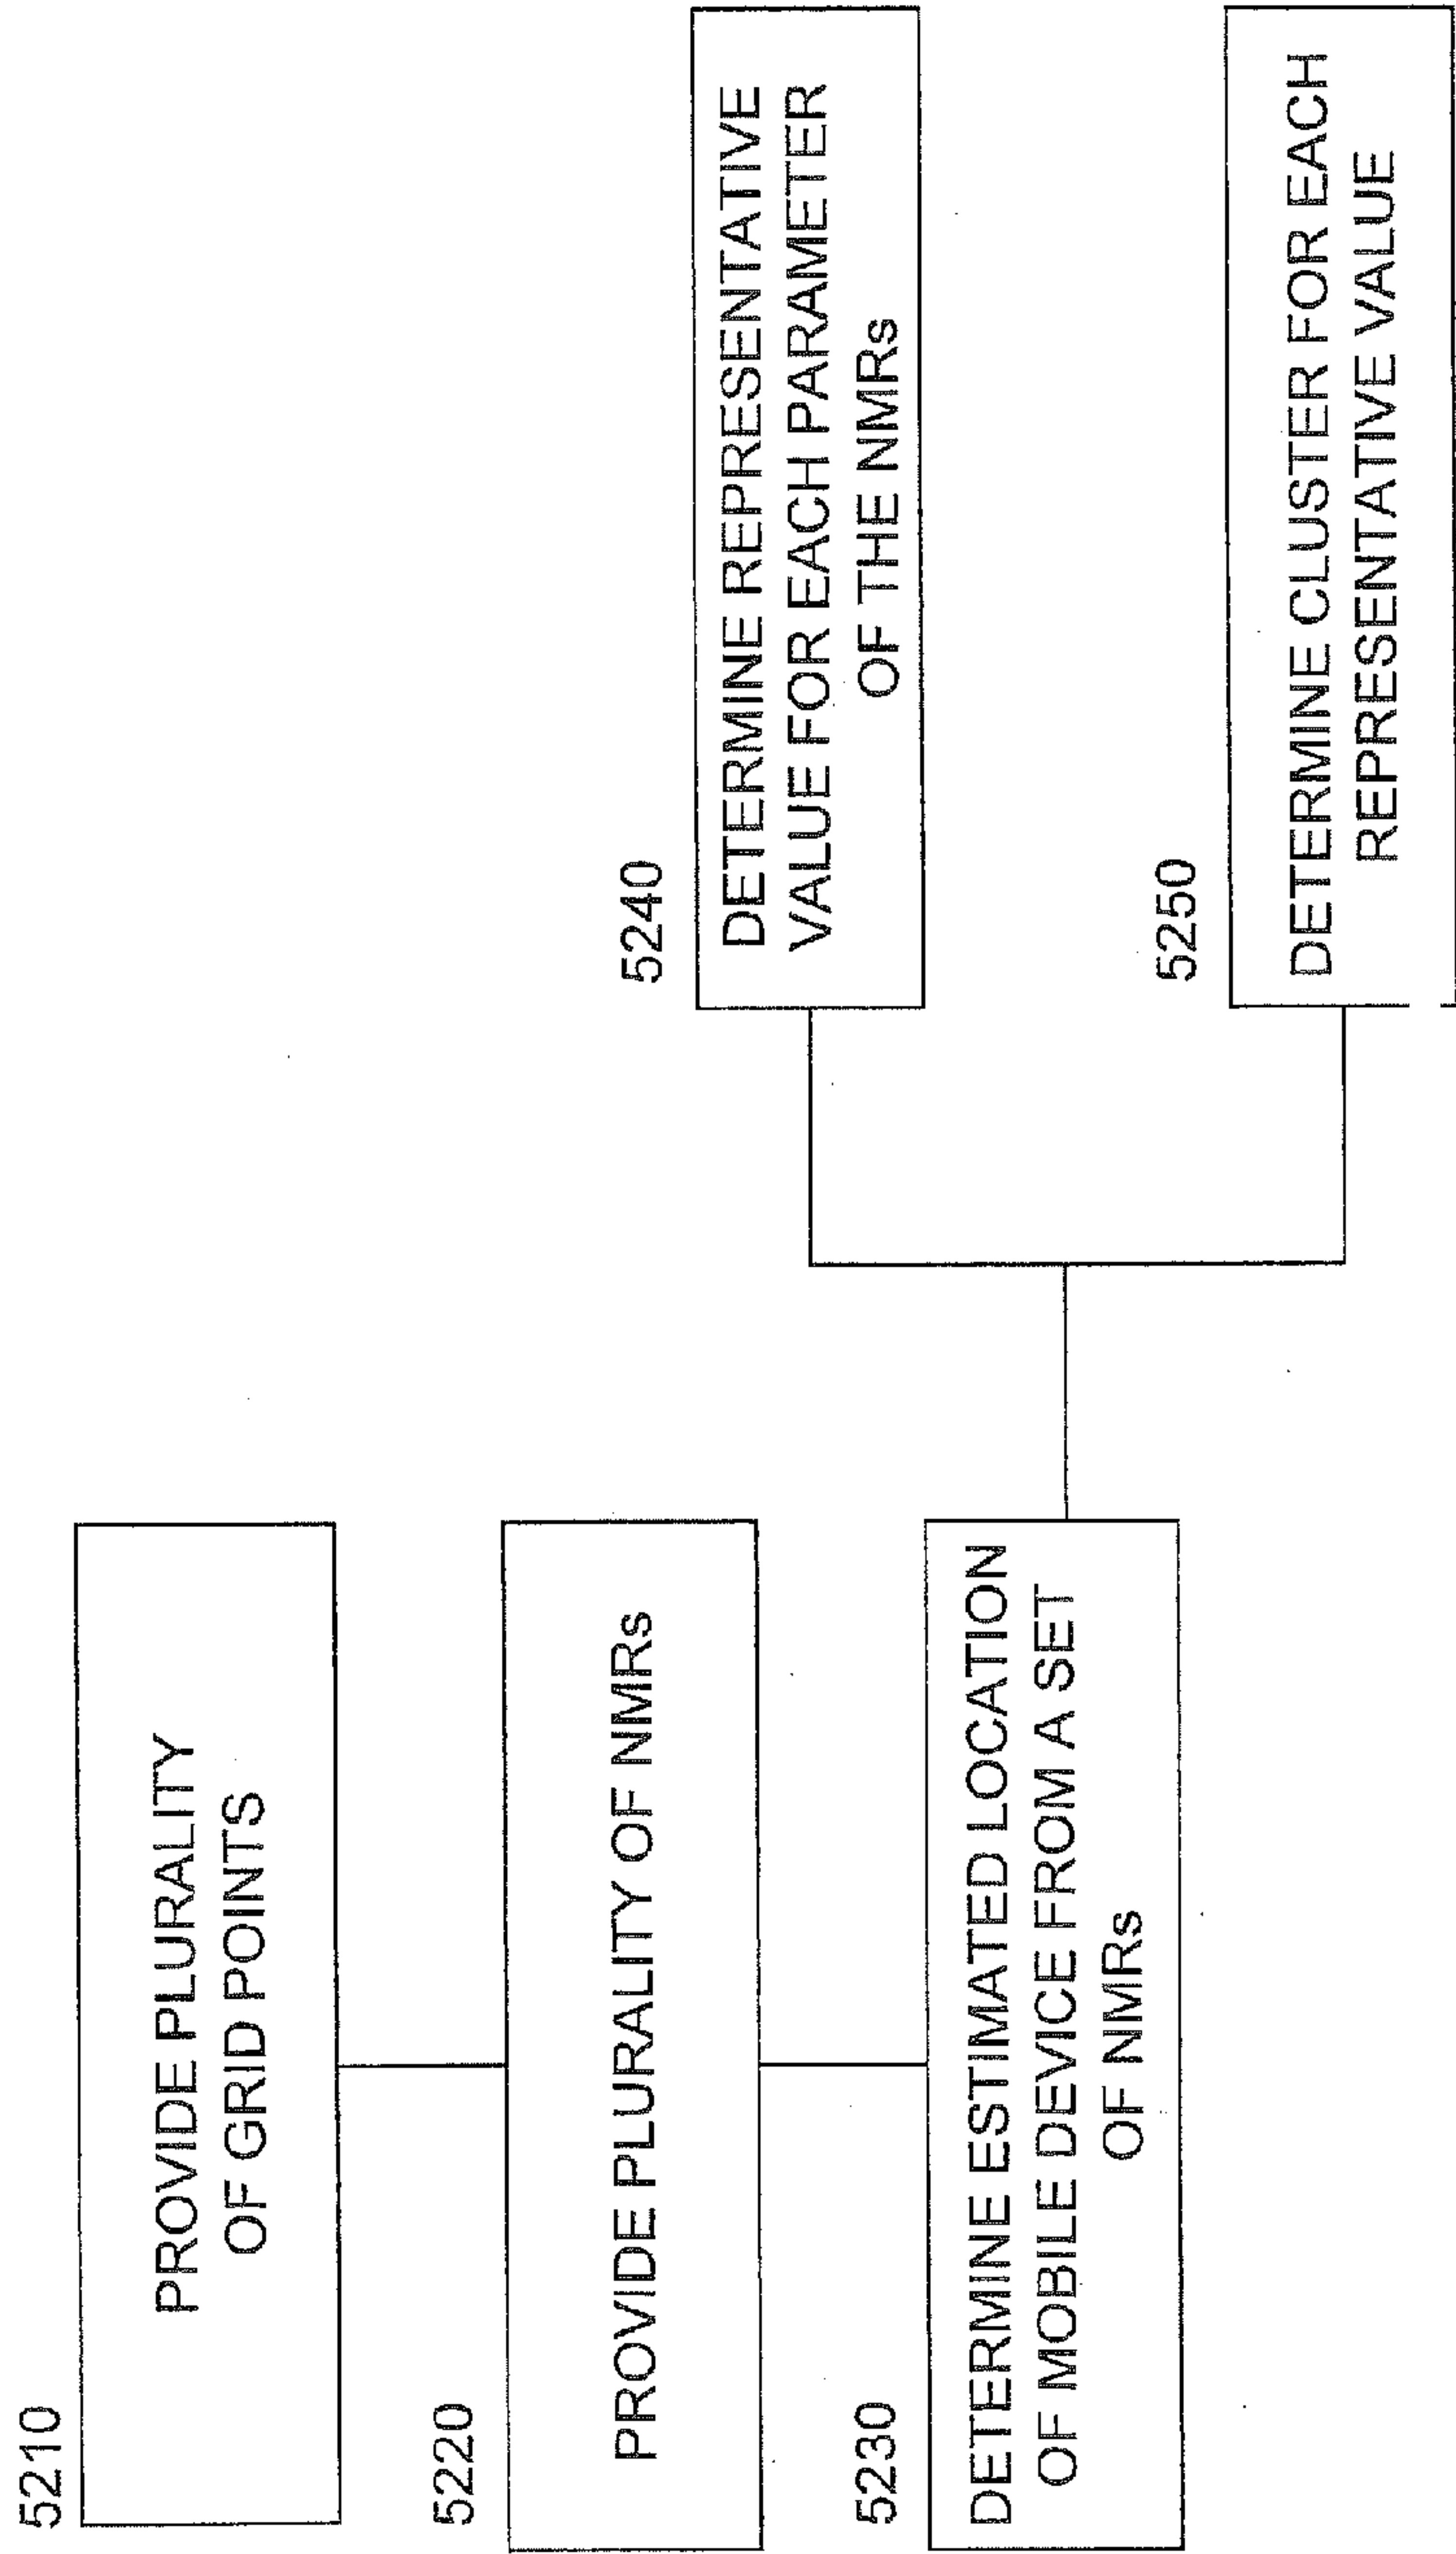 5210
PROVIDE PLURALITY
OF GRID POINTS
5220
PROVIDE PLURALITY OF NMRs
5230
DETERMINE ESTIMATED LOCATION
OF MOBILE DEVICE FROM A SET
OF NMRs
5240
DETERMINE REPRESENTATIVE
VALUE FOR EACH PARAMETER
OF THE NMRs
5250
DETERMINE CLUSTER FOR EACH
REPRESENTATIVE VALUE